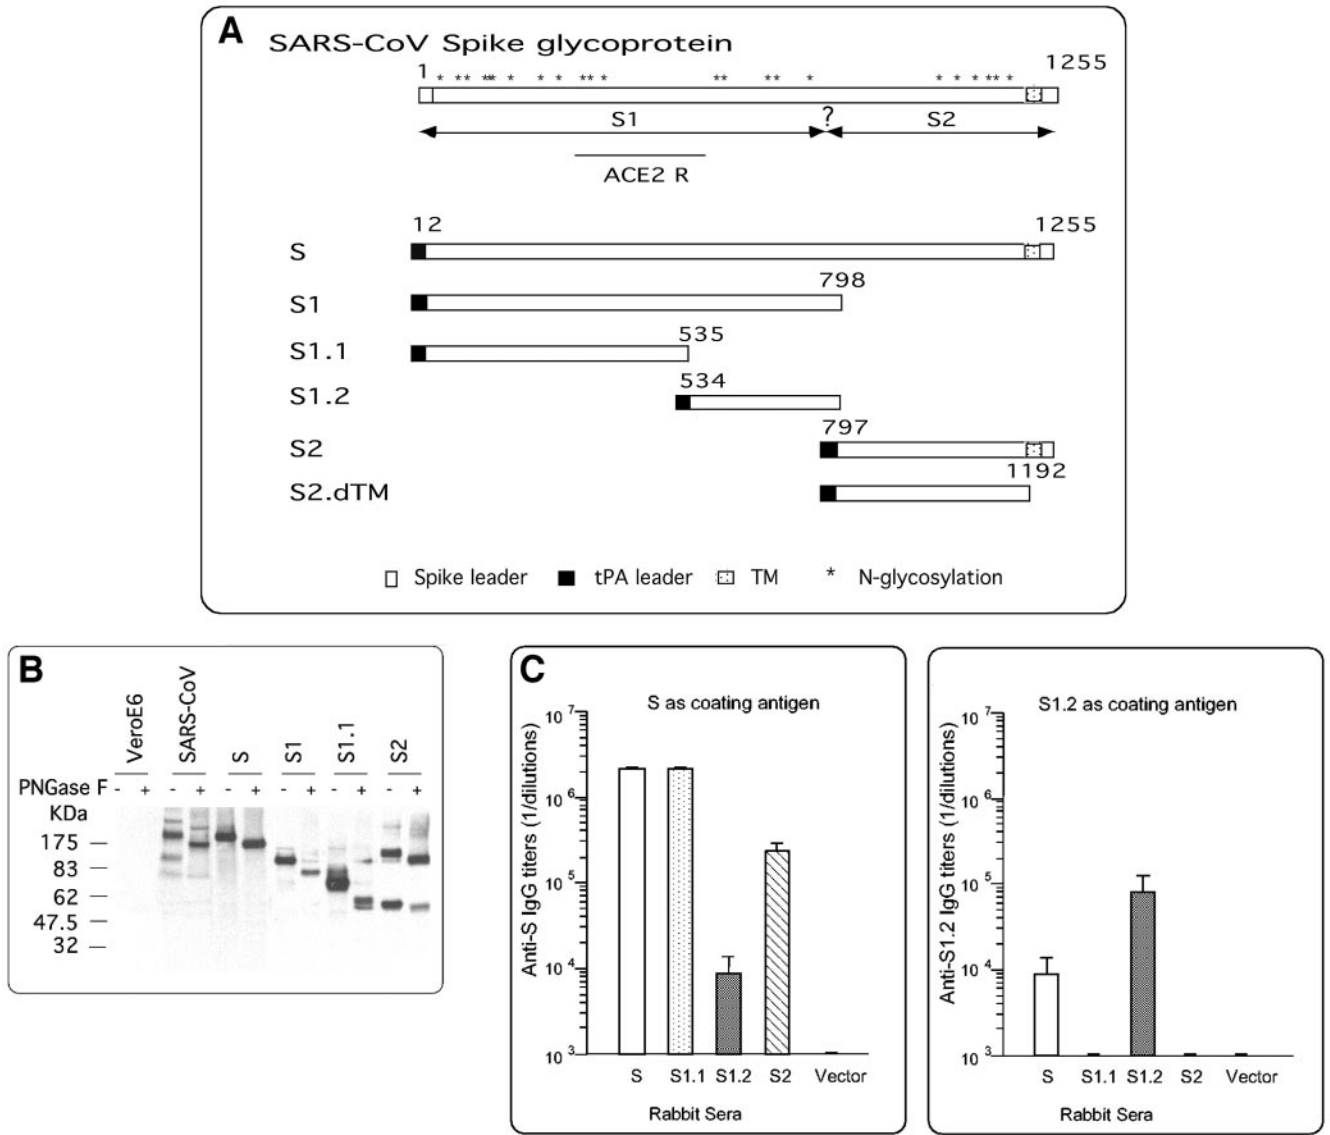 A
SARS-CoV Spike glycoprotein
1
1255
* ** *** * * * ** * ** ** * * * * ** *
S1
?
S2
ACE2 R
12
1255
S
798
S1
535
S1.1
534
S1.2
797
S2
1192
S2.dTM
Spike leader
tPA leader
TM
* N-glycosylation
B
VeroE6
SARS-CoV
S
S1
S1.1
S2
PNGase F - + - + - + - + - + - +
KDa
175
83
62
47.5
32
C
S as coating antigen
Anti-S IgG titers (1/dilutions)
10 7
10 6
10 5
10 4
10 3
S S1.1 S1.2 S2 Vector
Rabbit Sera
S1.2 as coating antigen
Anti-S1.2 IgG titers (1/dilutions)
10 7
10 6
10 5
10 4
10 3
S S1.1 S1.2 S2 Vector
Rabbit Sera